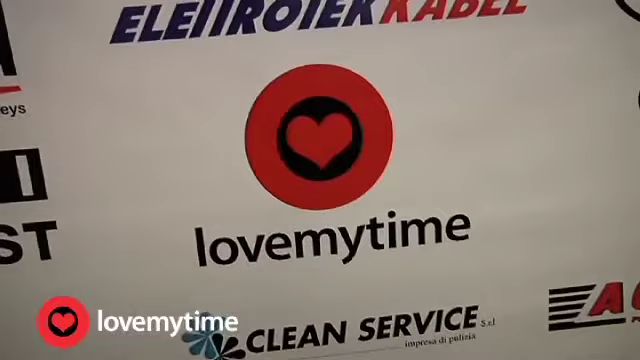 ELETTROTEK KABEL
eys
ST
lovemytime
lovemytime
CLEAN SERVICE S.r.l
impresa di pulizia